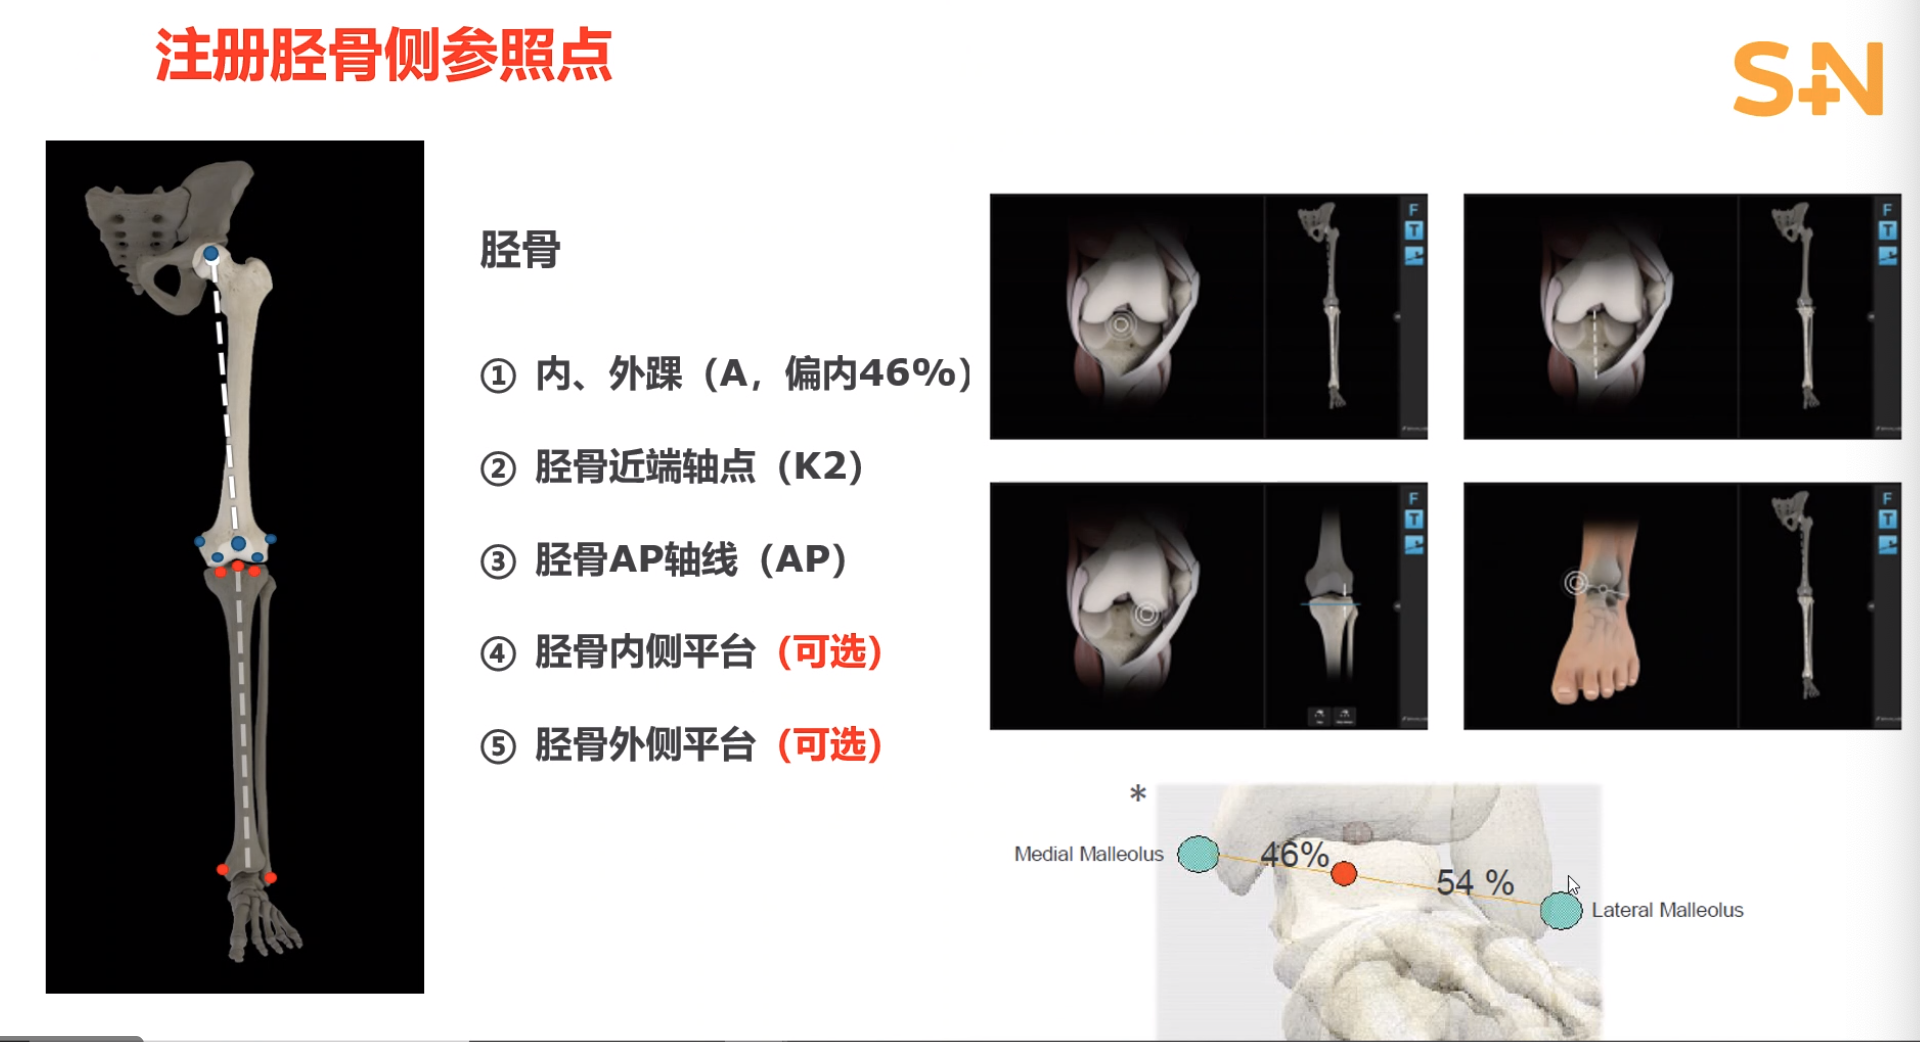 注册胫骨侧参照点
S+N
胫骨
① 内、外踝（A，偏内46%）
② 胫骨近端轴点（K2）
③ 胫骨AP轴线（AP）
④ 胫骨内侧平台（可选）
⑤ 胫骨外侧平台（可选）
F
T
F
T
F
T
F
T
*
Medial Malleolus
46%
54 %
Lateral Malleolus